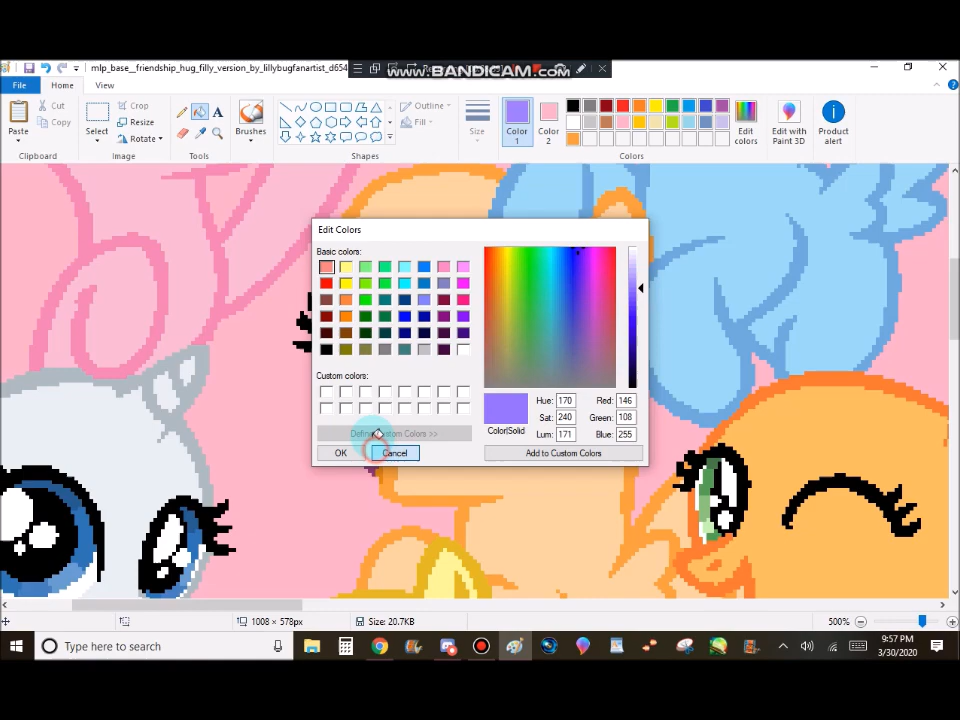 mlp_base__friendship_hug_filly_version_by_lillybugfanartist_d654
www.BANDICAM.com
File Home View
Paste
Cut
Copy
Clipboard
Select
Crop
Resize
Rotate
Image
Tools
Brushes
Shapes
Outline
Fill
Size
Color
1
Color
2
Colors
Edit
colors
Edit with
Paint 3D
Product
alert
Edit Colors
Basic colors:
Custom colors:
Define Custom Colors >>
OK Cancel
Color|Solid
Hue: 170
Sat: 240
Lum: 171
Red: 146
Green: 108
Blue: 255
Add to Custom Colors
1008 × 578px
Size: 20.7KB
500%
Type here to search
9:57 PM
3/30/2020